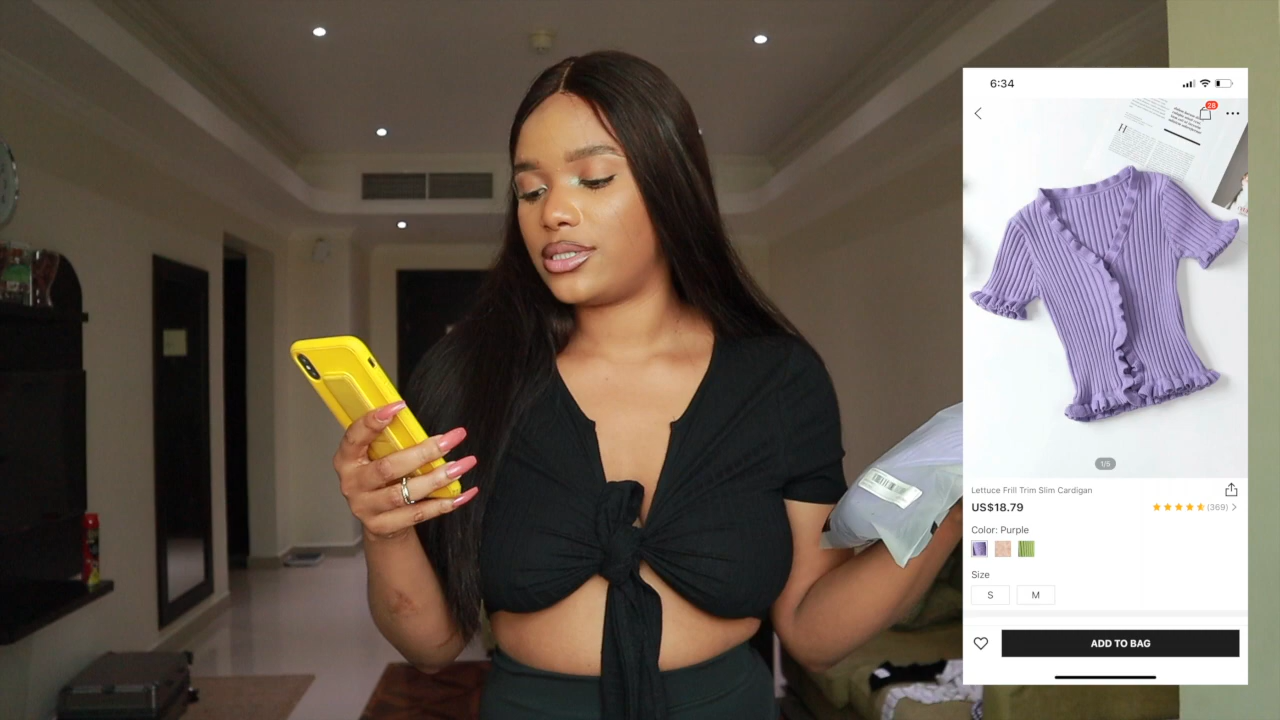 6:34
28
1/5
Lettuce Frill Trim Slim Cardigan
US$18.79
(369)
Color: Purple
Size
S
M
ADD TO BAG